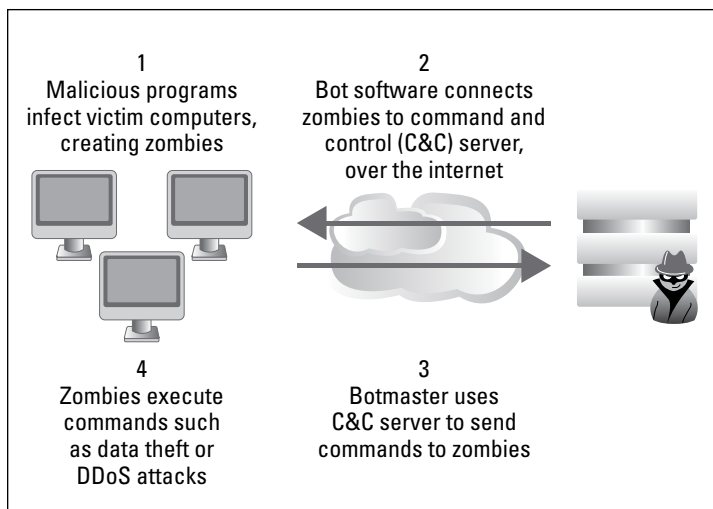 1
Malicious programs
infect victim computers,
creating zombies
2
Bot software connects
zombies to command and
control (C&C) server,
over the internet
3
Botmaster uses
C&C server to send
commands to zombies
4
Zombies execute
commands such
as data theft or
DDoS attacks